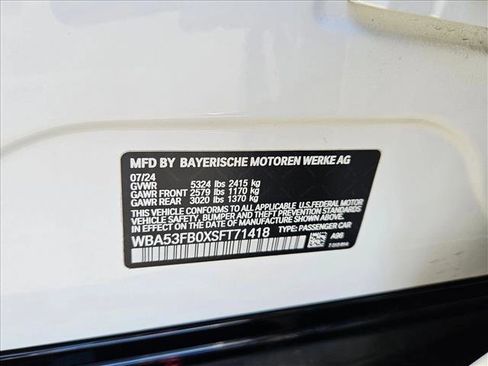 MFD BY BAYERISCHE MOTOREN WERKE AG
07/24
GVWR 5324 lbs 2415 kg
GAWR FRONT 2579 lbs 1170 kg
GAWR REAR 3020 lbs 1370 kg
THIS VEHICLE CONFORMS TO ALL APPLICABLE U.S. FEDERAL MOTOR
VEHICLE SAFETY, BUMPER, AND THEFT PREVENTION STANDARDS
IN EFFECT ON THE DATE OF MANUFACTURE SHOWN ABOVE.
WBA53FB0XSFT71418 TYPE: PASSENGER CAR A96